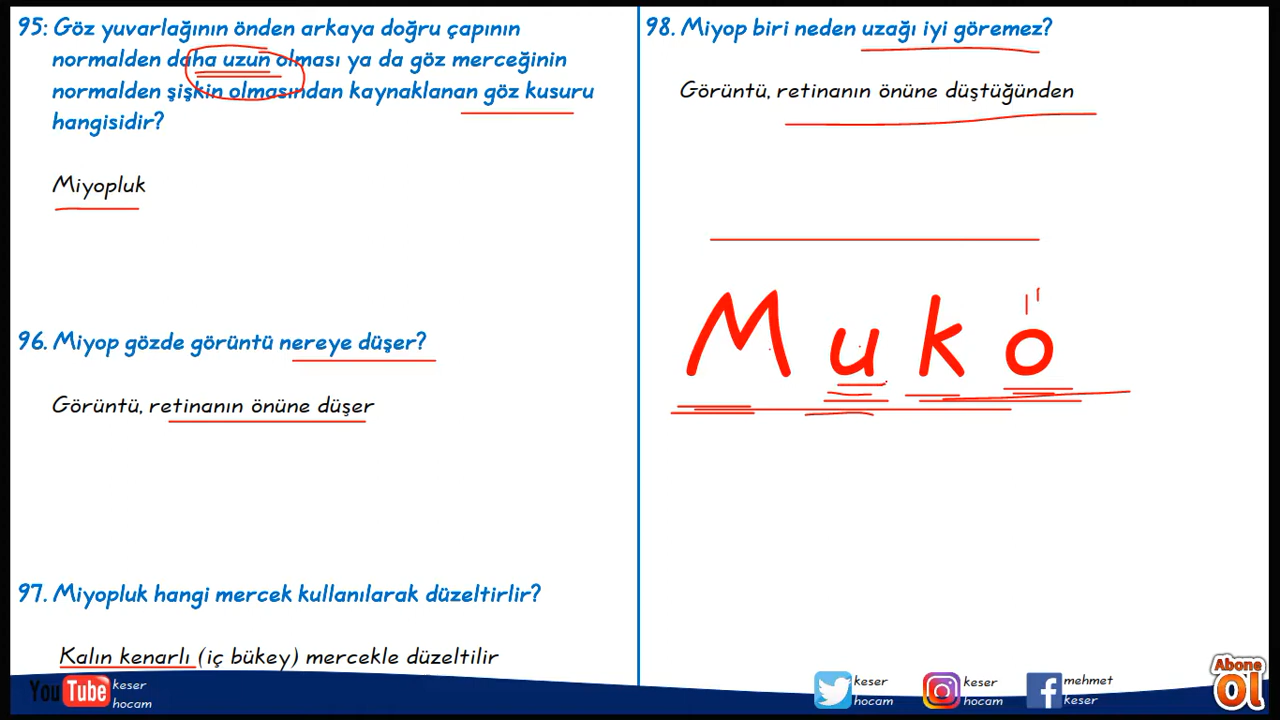 95: Göz yuvarlağının önden arkaya doğru çapının
normalden daha uzun olması ya da göz merceğinin
normalden şişkin olmasından kaynaklanan göz kusuru
hangisidir?
Miyopluk
96. Miyop gözde görüntü nereye düşer?
Görüntü, retinanın önüne düşer
97. Miyopluk hangi mercek kullanılarak düzeltirlir?
Kalın kenarlı (iç bükey) mercekle düzeltilir
98. Miyop biri neden uzağı iyi göremez?
Görüntü, retinanın önüne düştüğünden
M u k ö
You Tube keser
hocam
keser
hocam
keser
hocam
mehmet
keser
Abone
OL